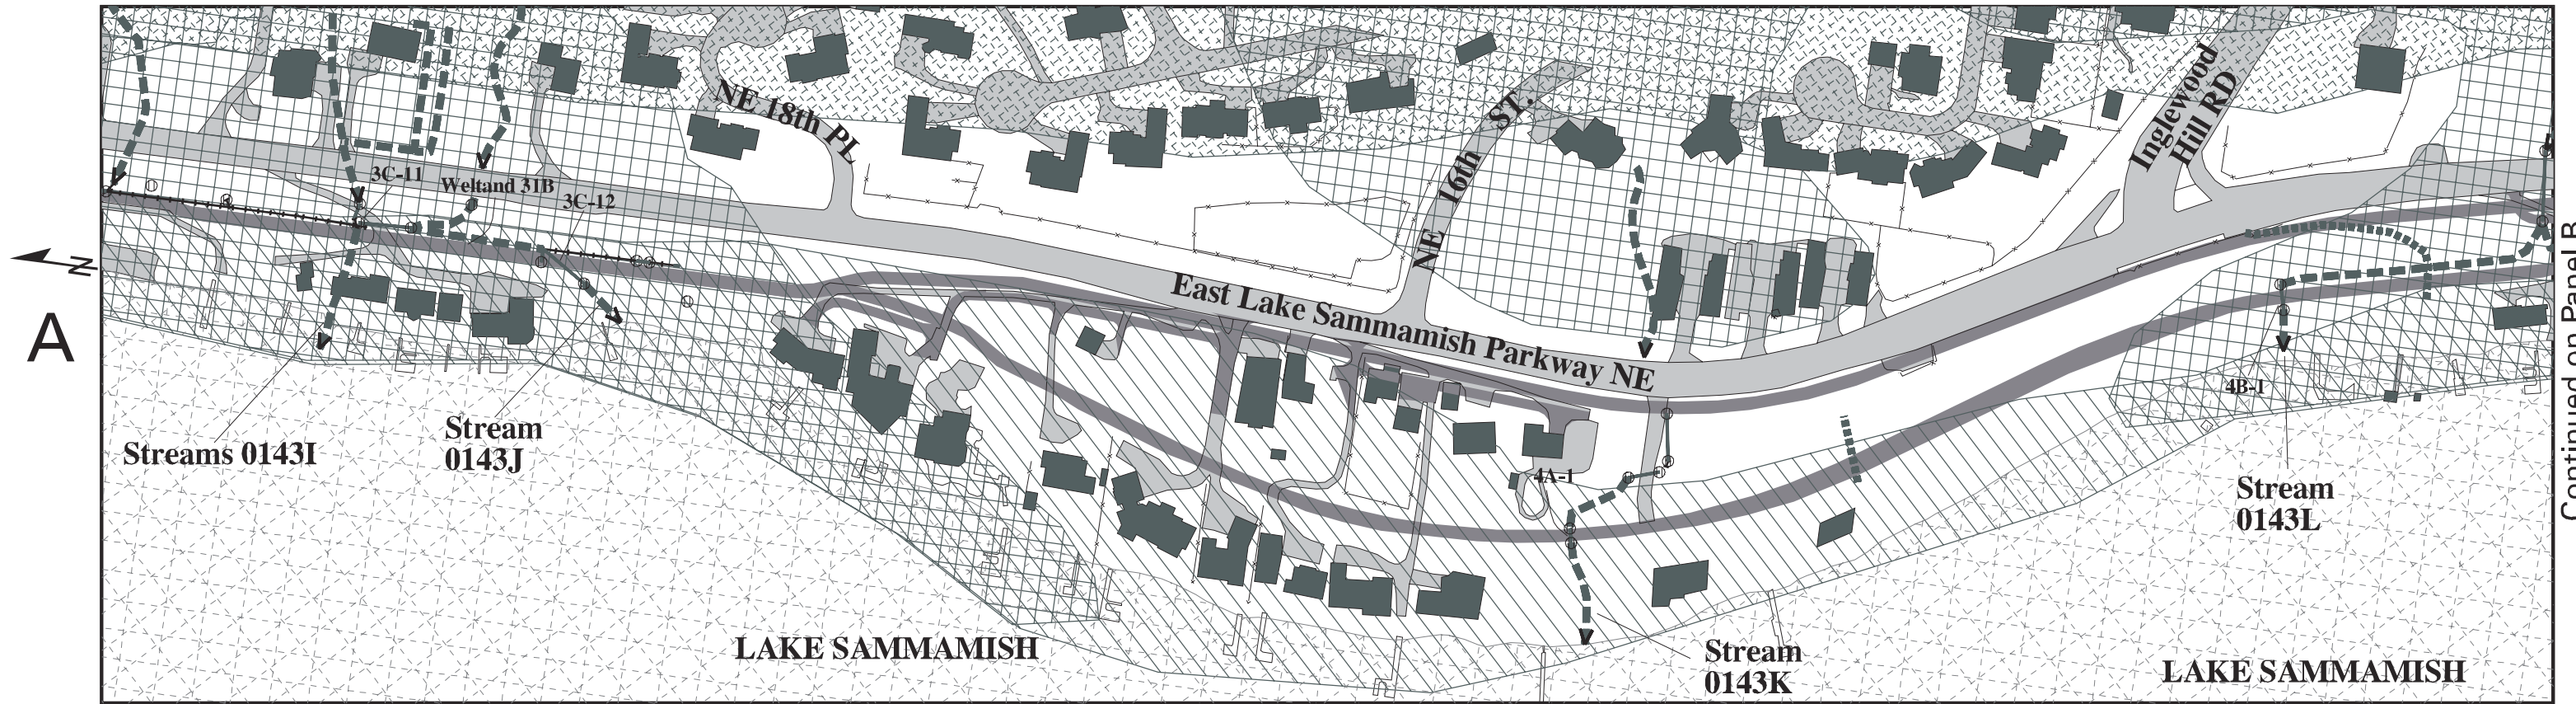 NE 18th PL
NE 16th ST.
Inglewood
Hill RD
3C-11
Welland 31B
3C-12
N
A
East Lake Sammamish Parkway NE
Continued on Panel B
4B-1
Streams 0143I
Stream
0143J
4A-1
Stream
0143L
LAKE SAMMAMISH
Stream
0143K
LAKE SAMMAMISH